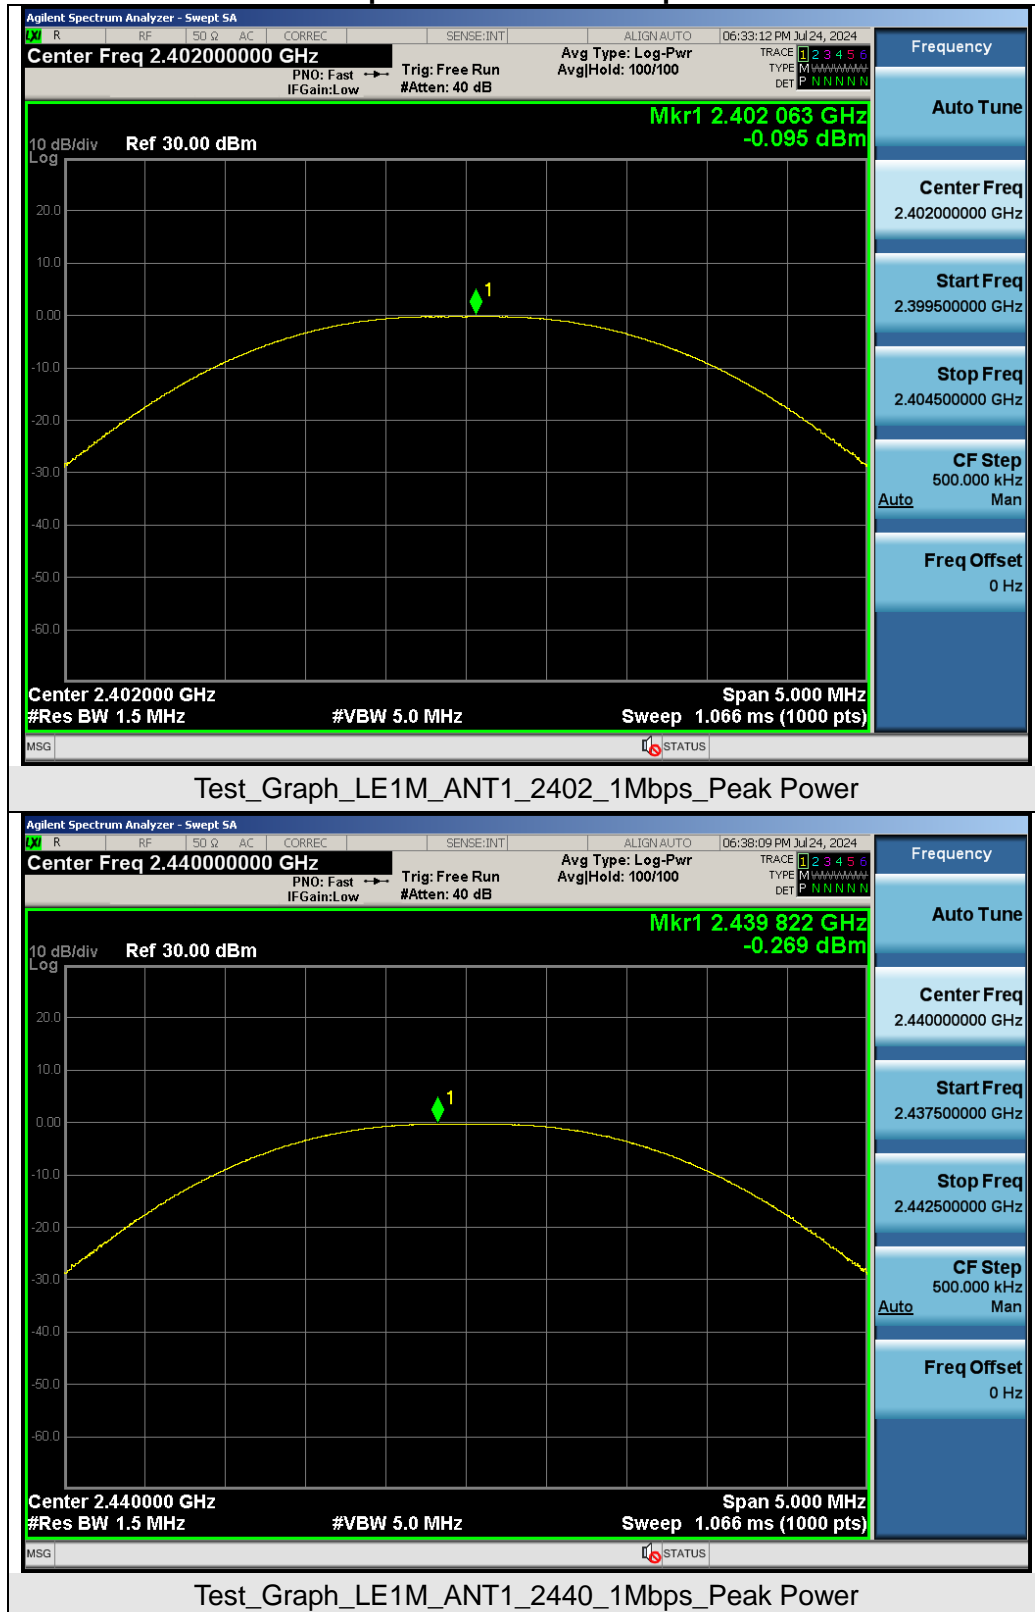 Agilent Spectrum Analyzer - Swept SA
LXI R RF 50 Ω AC CORREC SENSE:INT ALIGN AUTO 06:33:12 PM Jul 24, 2024
Center Freq 2.402000000 GHz
PNO: Fast
IFGain:Low
Trig: Free Run
#Atten: 40 dB
Avg Type: Log-Pwr
Avg|Hold: 100/100
TRACE 1 2 3 4 5 6
TYPE M W W W W W
DET P N N N N N
Mkr1 2.402 063 GHz
-0.095 dBm
10 dB/div Ref 30.00 dBm
Log
20.0
10.0
0.00
-10.0
-20.0
-30.0
-40.0
-50.0
-60.0
1
Center 2.402000 GHz Span 5.000 MHz
#Res BW 1.5 MHz #VBW 5.0 MHz Sweep 1.066 ms (1000 pts)
MSG STATUS
Frequency
Auto Tune
Center Freq
2.402000000 GHz
Start Freq
2.399500000 GHz
Stop Freq
2.404500000 GHz
CF Step
500.000 kHz
Auto Man
Freq Offset
0 Hz
Test_Graph_LE1M_ANT1_2402_1Mbps_Peak Power
Agilent Spectrum Analyzer - Swept SA
LXI R RF 50 Ω AC CORREC SENSE:INT ALIGN AUTO 06:38:09 PM Jul 24, 2024
Center Freq 2.440000000 GHz
PNO: Fast
IFGain:Low
Trig: Free Run
#Atten: 40 dB
Avg Type: Log-Pwr
Avg|Hold: 100/100
TRACE 1 2 3 4 5 6
TYPE M W W W W W
DET P N N N N N
Mkr1 2.439 822 GHz
-0.269 dBm
10 dB/div Ref 30.00 dBm
Log
20.0
10.0
0.00
-10.0
-20.0
-30.0
-40.0
-50.0
-60.0
1
Center 2.440000 GHz Span 5.000 MHz
#Res BW 1.5 MHz #VBW 5.0 MHz Sweep 1.066 ms (1000 pts)
MSG STATUS
Frequency
Auto Tune
Center Freq
2.440000000 GHz
Start Freq
2.437500000 GHz
Stop Freq
2.442500000 GHz
CF Step
500.000 kHz
Auto Man
Freq Offset
0 Hz
Test_Graph_LE1M_ANT1_2440_1Mbps_Peak Power